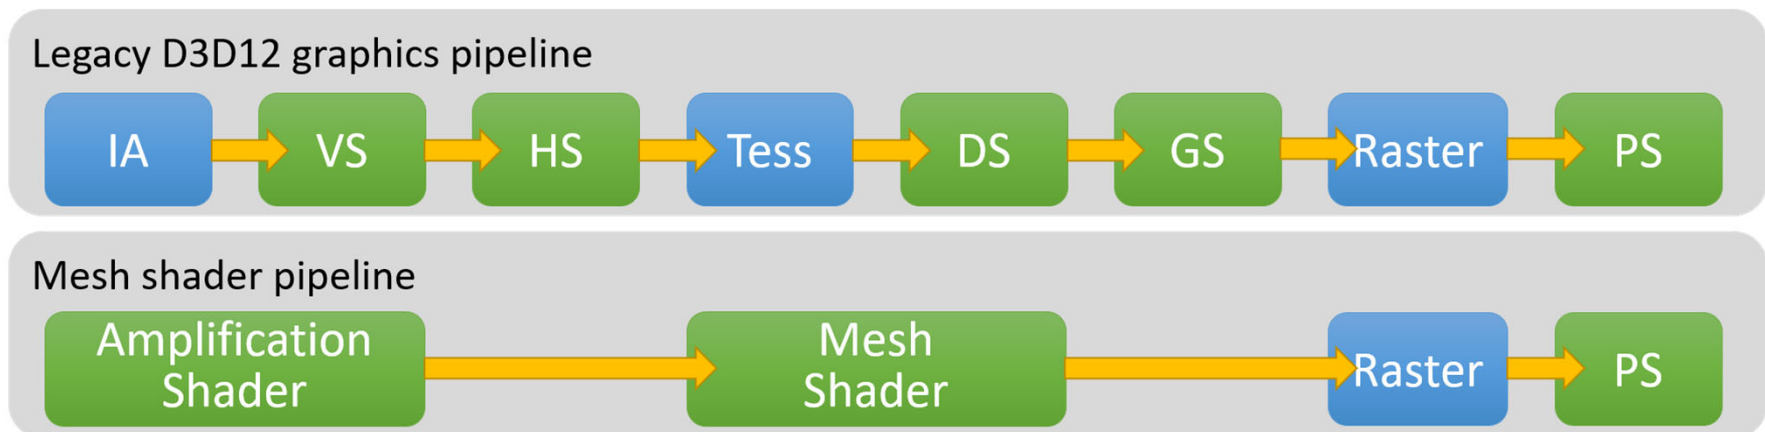 Legacy D3D12 graphics pipeline
IA VS HS Tess DS GS Raster PS
Mesh shader pipeline
Amplification Shader
Mesh Shader
Raster
PS